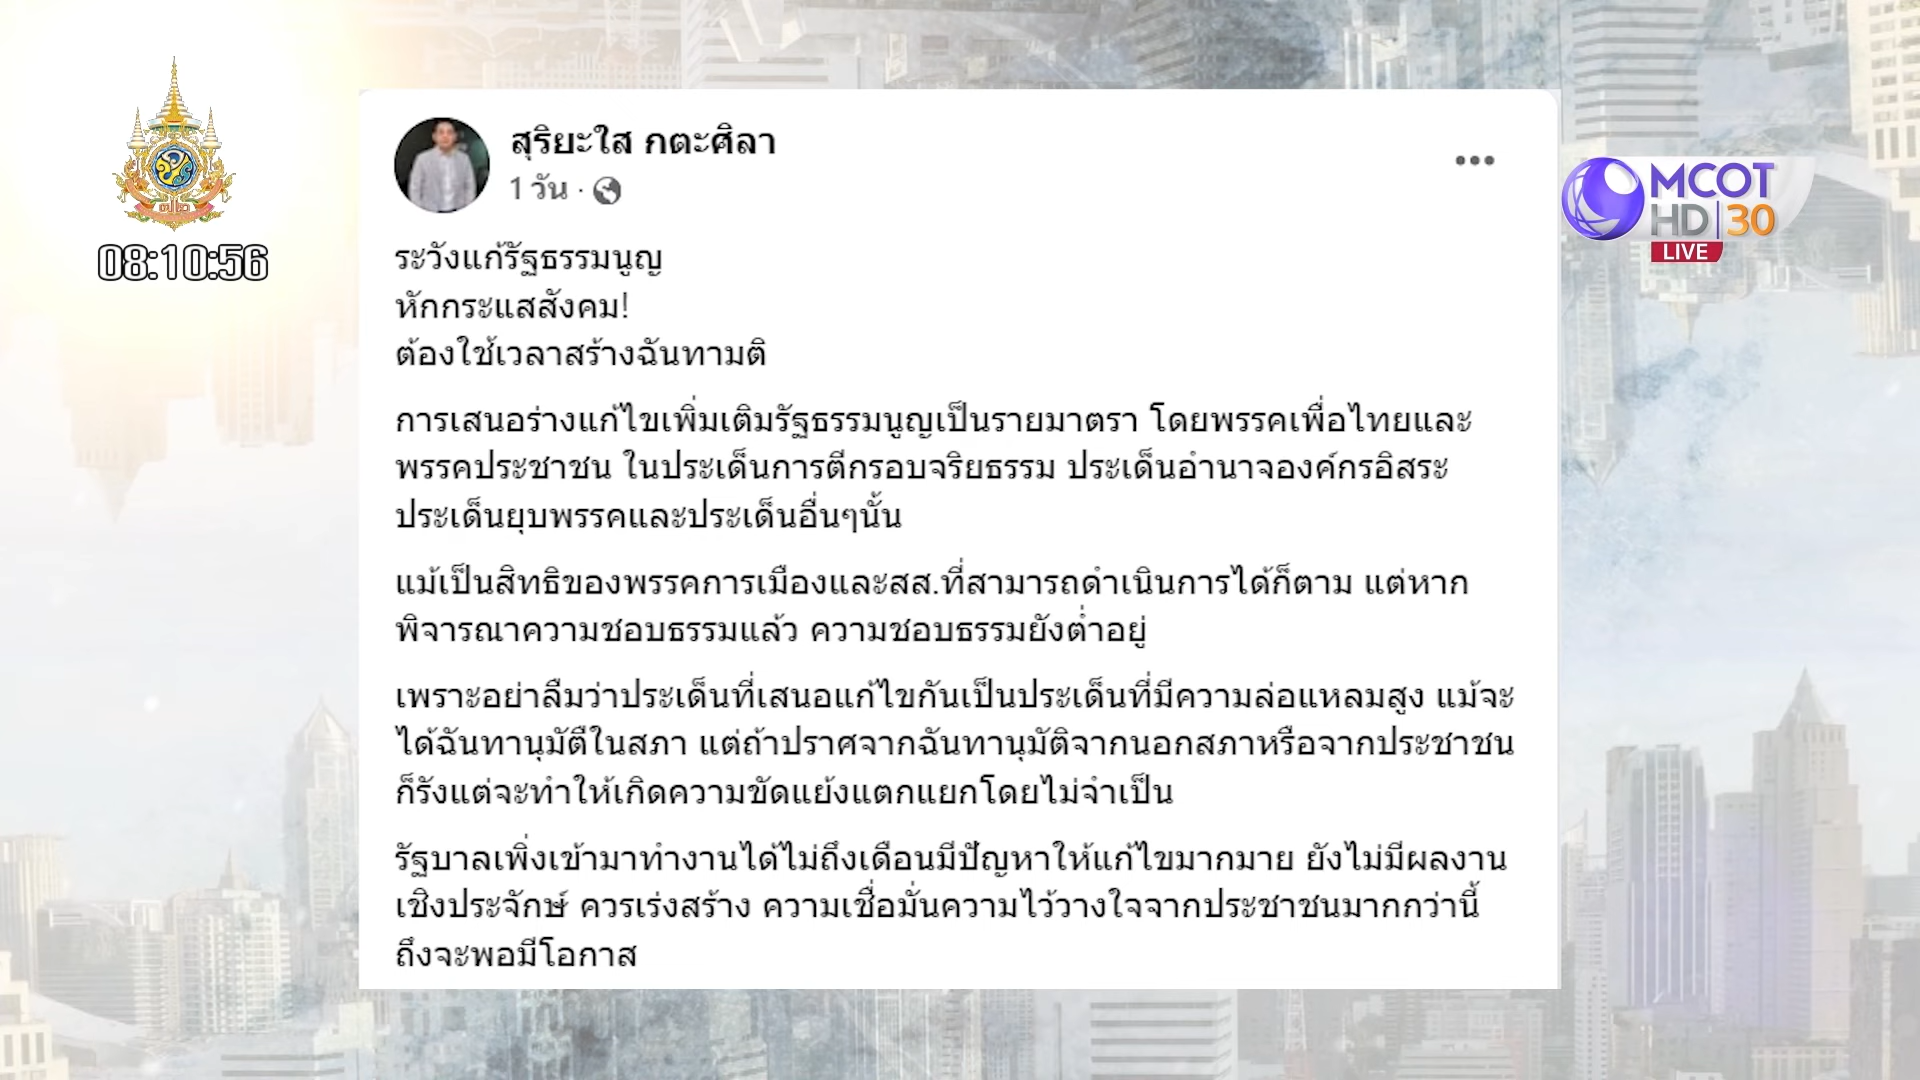 ๗๒
08:10:56
MCOT
HD 30
LIVE
สุริยะใส กตะศิลา
1 วัน ·
ระวังแก้รัฐธรรมนูญ
หักกระแสสังคม!
ต้องใช้เวลาสร้างฉันทามติ
การเสนอร่างแก้ไขเพิ่มเติมรัฐธรรมนูญเป็นรายมาตรา โดยพรรคเพื่อไทยและ
พรรคประชาชน ในประเด็นการตีกรอบจริยธรรม ประเด็นอำนาจองค์กรอิสระ
ประเด็นยุบพรรคและประเด็นอื่นๆนั้น
แม้เป็นสิทธิของพรรคการเมืองและสส.ที่สามารถดำเนินการได้ก็ตาม แต่หาก
พิจารณาความชอบธรรมแล้ว ความชอบธรรมยังต่ำอยู่
เพราะอย่าลืมว่าประเด็นที่เสนอแก้ไขกันเป็นประเด็นที่มีความล่อแหลมสูง แม้จะ
ได้ฉันทานุมัติในสภา แต่ถ้าปราศจากฉันทานุมัติจากนอกสภาหรือจากประชาชน
ก็รังแต่จะทำให้เกิดความขัดแย้งแตกแยกโดยไม่จำเป็น
รัฐบาลเพิ่งเข้ามาทำงานได้ไม่ถึงเดือนมีปัญหาให้แก้ไขมากมาย ยังไม่มีผลงาน
เชิงประจักษ์ ควรเร่งสร้าง ความเชื่อมั่นความไว้วางใจจากประชาชนมากกว่านี้
ถึงจะพอมีโอกาส